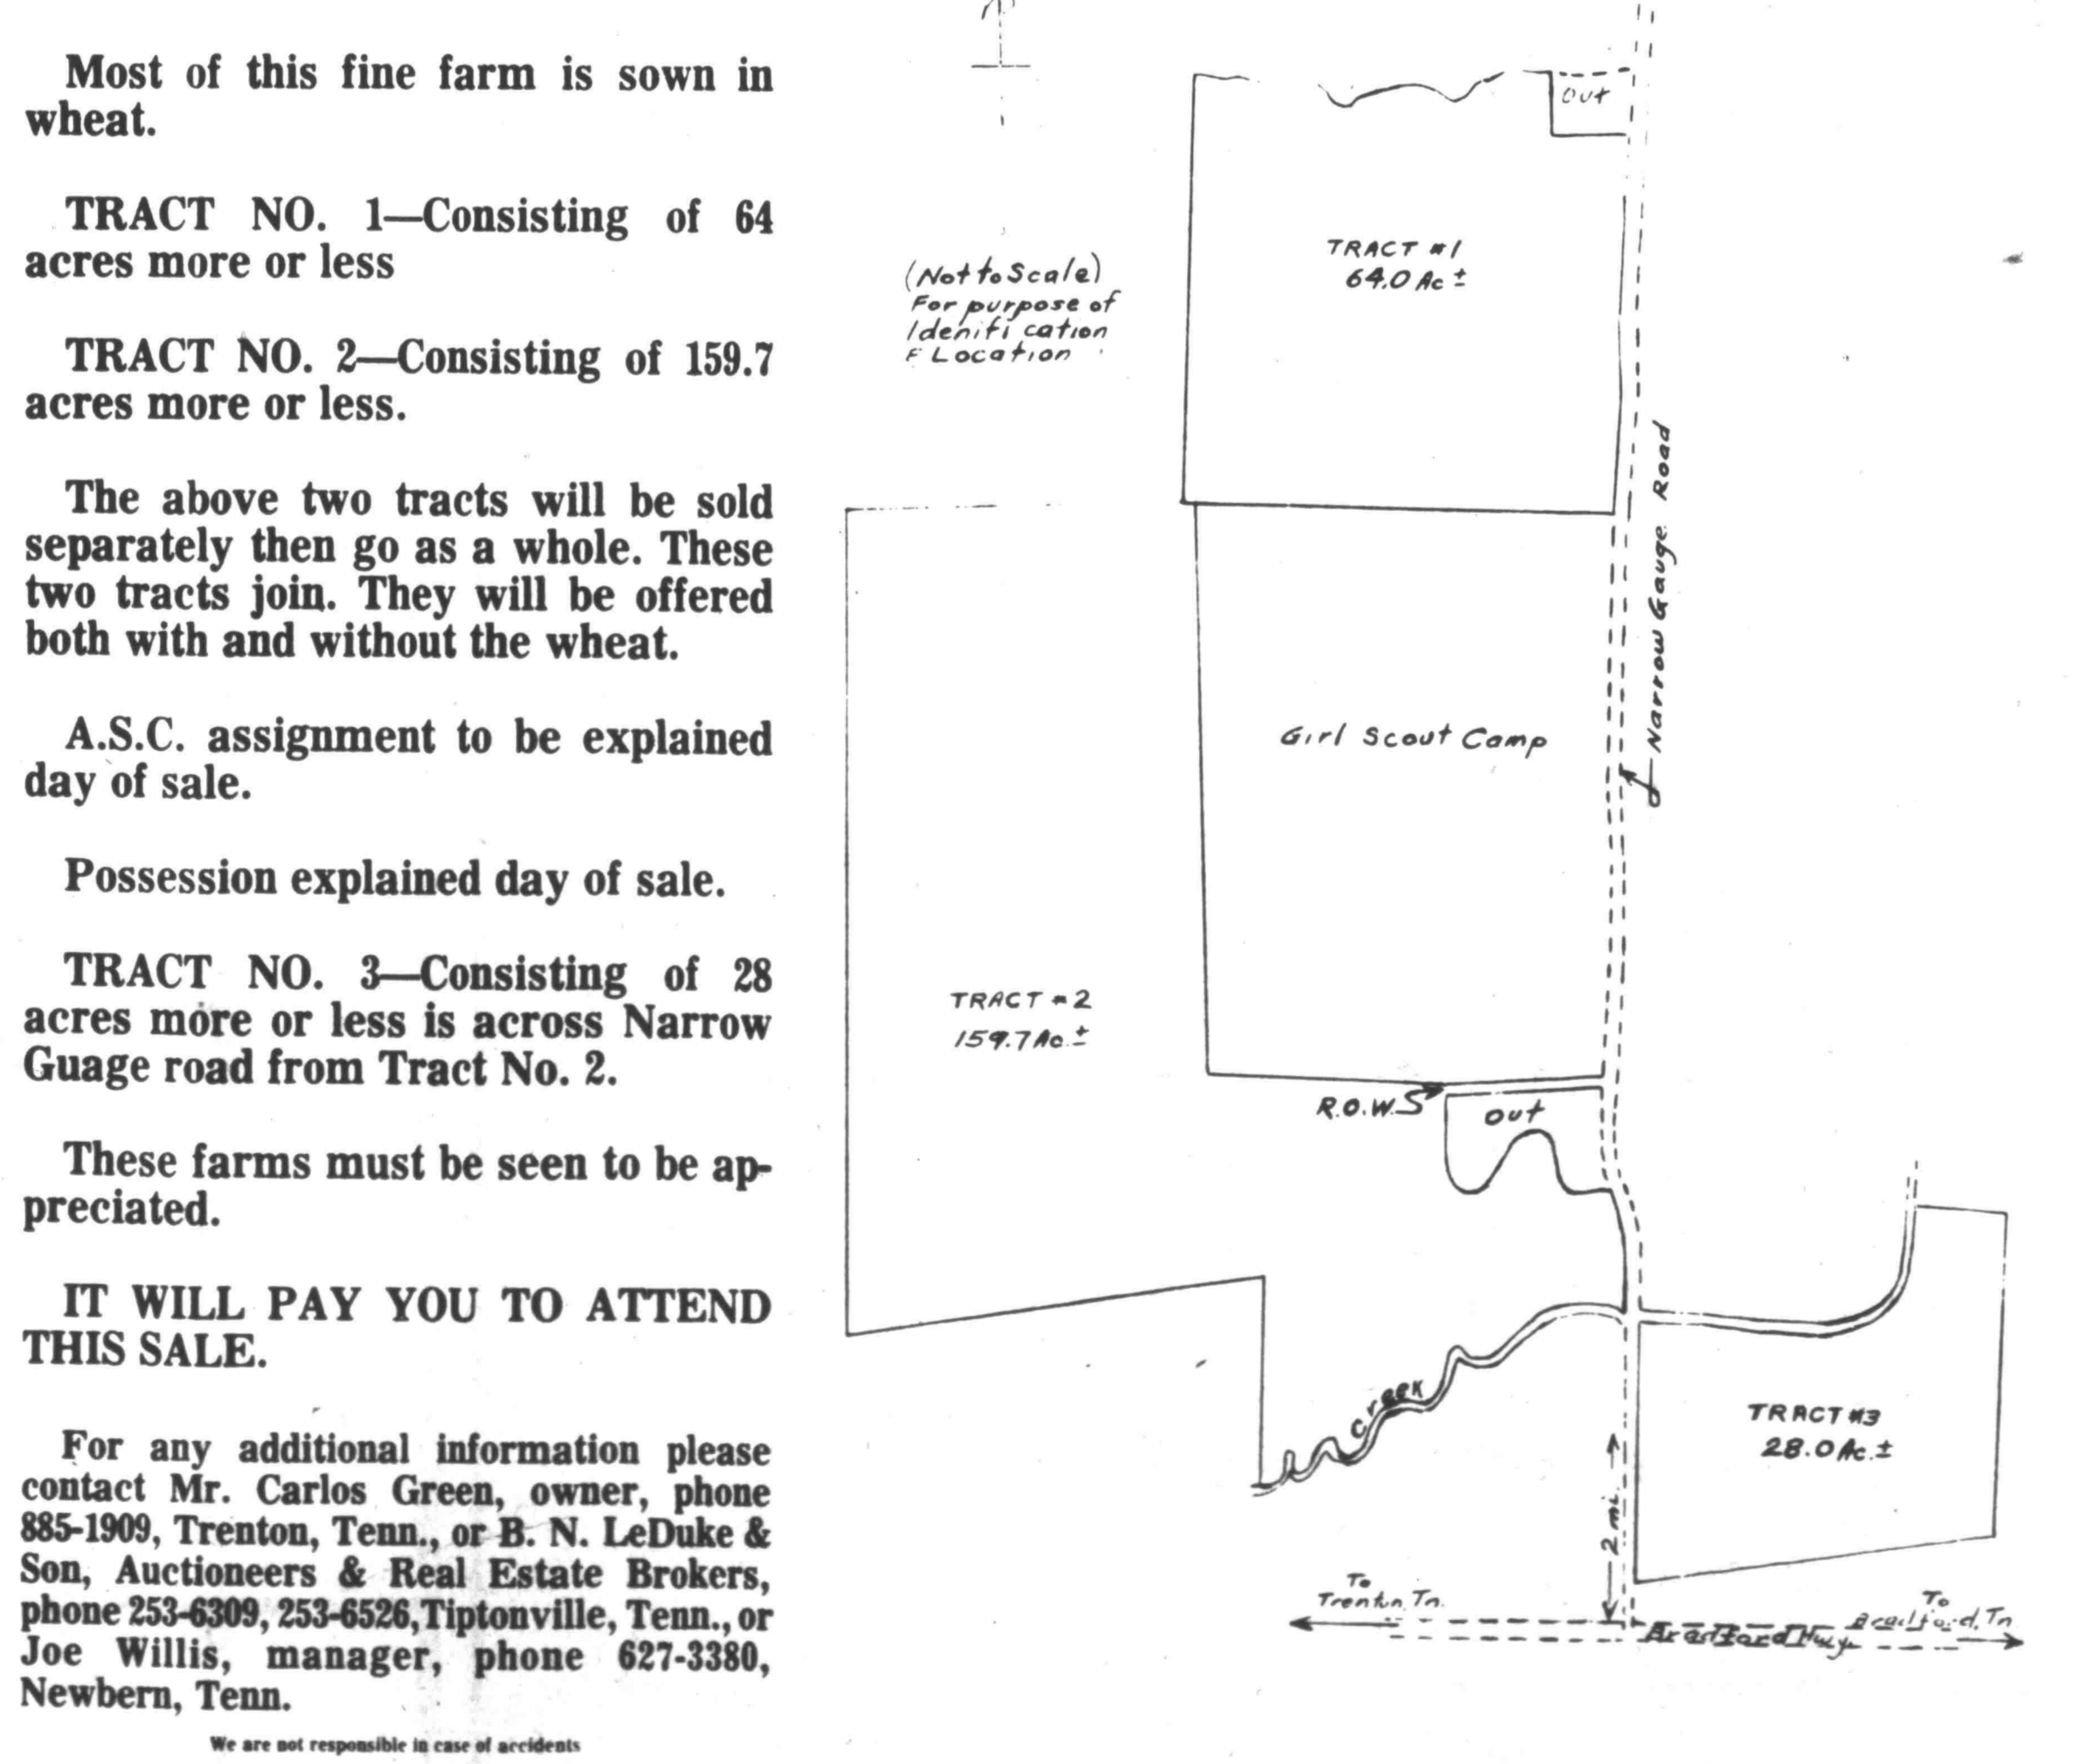 Most of this fine farm is sown in
wheat.
TRACT NO. 1—Consisting of 64
acres more or less
TRACT NO. 2—Consisting of 159.7
acres more or less.
The above two tracts will be sold
separately then go as a whole. These
two tracts join. They will be offered
both with and without the wheat.
A.S.C. assignment to be explained
day of sale.
Possession explained day of sale.
TRACT NO. 3—Consisting of 28
acres more or less is across Narrow
Guage road from Tract No. 2.
These farms must be seen to be ap-
preciated.
IT WILL PAY YOU TO ATTEND
THIS SALE.
For any additional information please
contact Mr. Carlos Green, owner, phone
885-1909, Trenton, Tenn., or B. N. LeDuke &
Son, Auctioneers & Real Estate Brokers,
phone 253-6309, 253-6526, Tiptonville, Tenn., or
Joe Willis, manager, phone 627-3380,
Newbern, Tenn.
We are not responsible in case of accidents
Out
TRACT #1
64.0 Ac ±
(Not to Scale)
For purpose of
Idenifi cation
& Location
Narrow Gauge Road
Girl Scout Camp
TRACT #2
159.7 Ac. ±
R.O.W.
Out
Creek
TRACT #3
28.0 Ac. ±
2 mi.
To
Trenton, Tn.
Bradford Hwy
To
Bradford, Tn